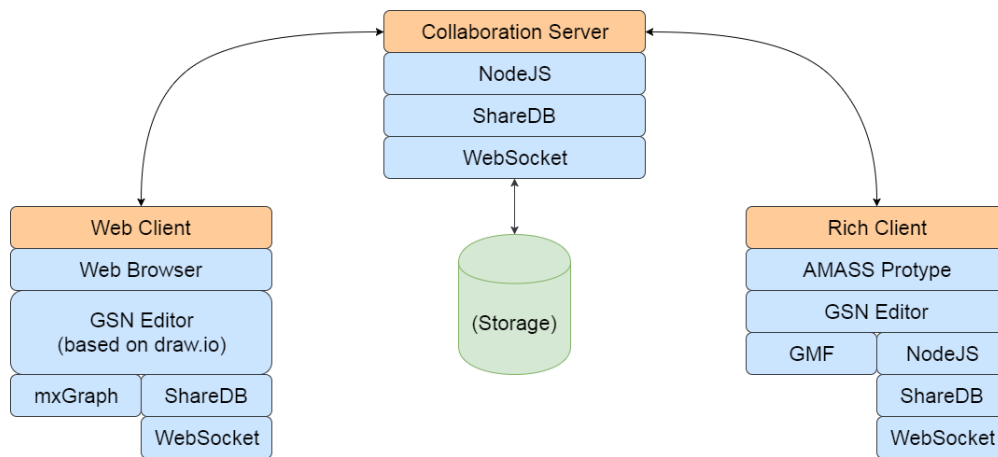 Collaboration Server
NodeJS
ShareDB
WebSocket
Web Client
Web Browser
GSN Editor
(based on draw.io)
mxGraph
ShareDB
WebSocket
(Storage)
Rich Client
AMASS Protype
GSN Editor
GMF
NodeJS
ShareDB
WebSocket